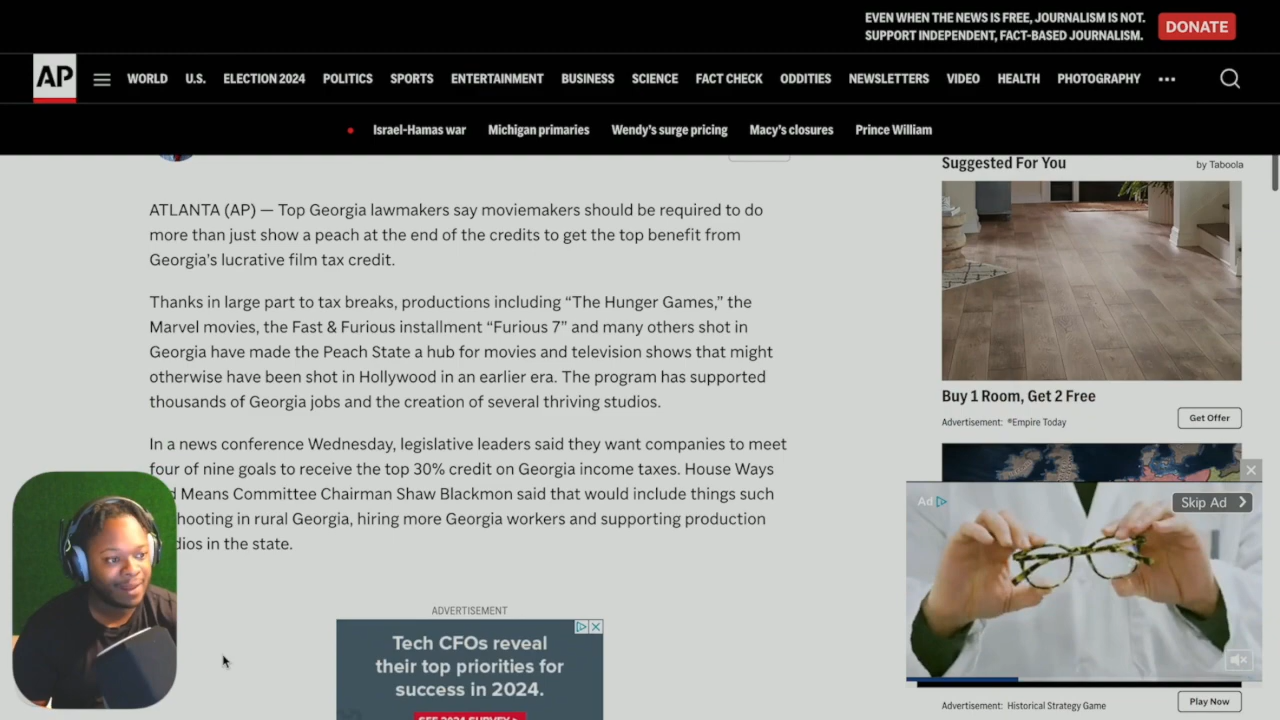 EVEN WHEN THE NEWS IS FREE, JOURNALISM IS NOT.
SUPPORT INDEPENDENT, FACT-BASED JOURNALISM.
DONATE
AP
WORLD
U.S.
ELECTION 2024
POLITICS
SPORTS
ENTERTAINMENT
BUSINESS
SCIENCE
FACT CHECK
ODDITIES
NEWSLETTERS
VIDEO
HEALTH
PHOTOGRAPHY
Israel-Hamas war
Michigan primaries
Wendy's surge pricing
Macy's closures
Prince William
ATLANTA (AP) — Top Georgia lawmakers say moviemakers should be required to do
more than just show a peach at the end of the credits to get the top benefit from
Georgia's lucrative film tax credit.
Thanks in large part to tax breaks, productions including “The Hunger Games,” the
Marvel movies, the Fast & Furious installment “Furious 7” and many others shot in
Georgia have made the Peach State a hub for movies and television shows that might
otherwise have been shot in Hollywood in an earlier era. The program has supported
thousands of Georgia jobs and the creation of several thriving studios.
In a news conference Wednesday, legislative leaders said they want companies to meet
four of nine goals to receive the top 30% credit on Georgia income taxes. House Ways
Means Committee Chairman Shaw Blackmon said that would include things such
hooting in rural Georgia, hiring more Georgia workers and supporting production
dios in the state.
ADVERTISEMENT
Tech CFOs reveal
their top priorities for
success in 2024.
SEE 2024 SURVEY >
Suggested For You
by Taboola
Buy 1 Room, Get 2 Free
Advertisement: *Empire Today
Get Offer
Ad
Skip Ad
Advertisement: Historical Strategy Game
Play Now